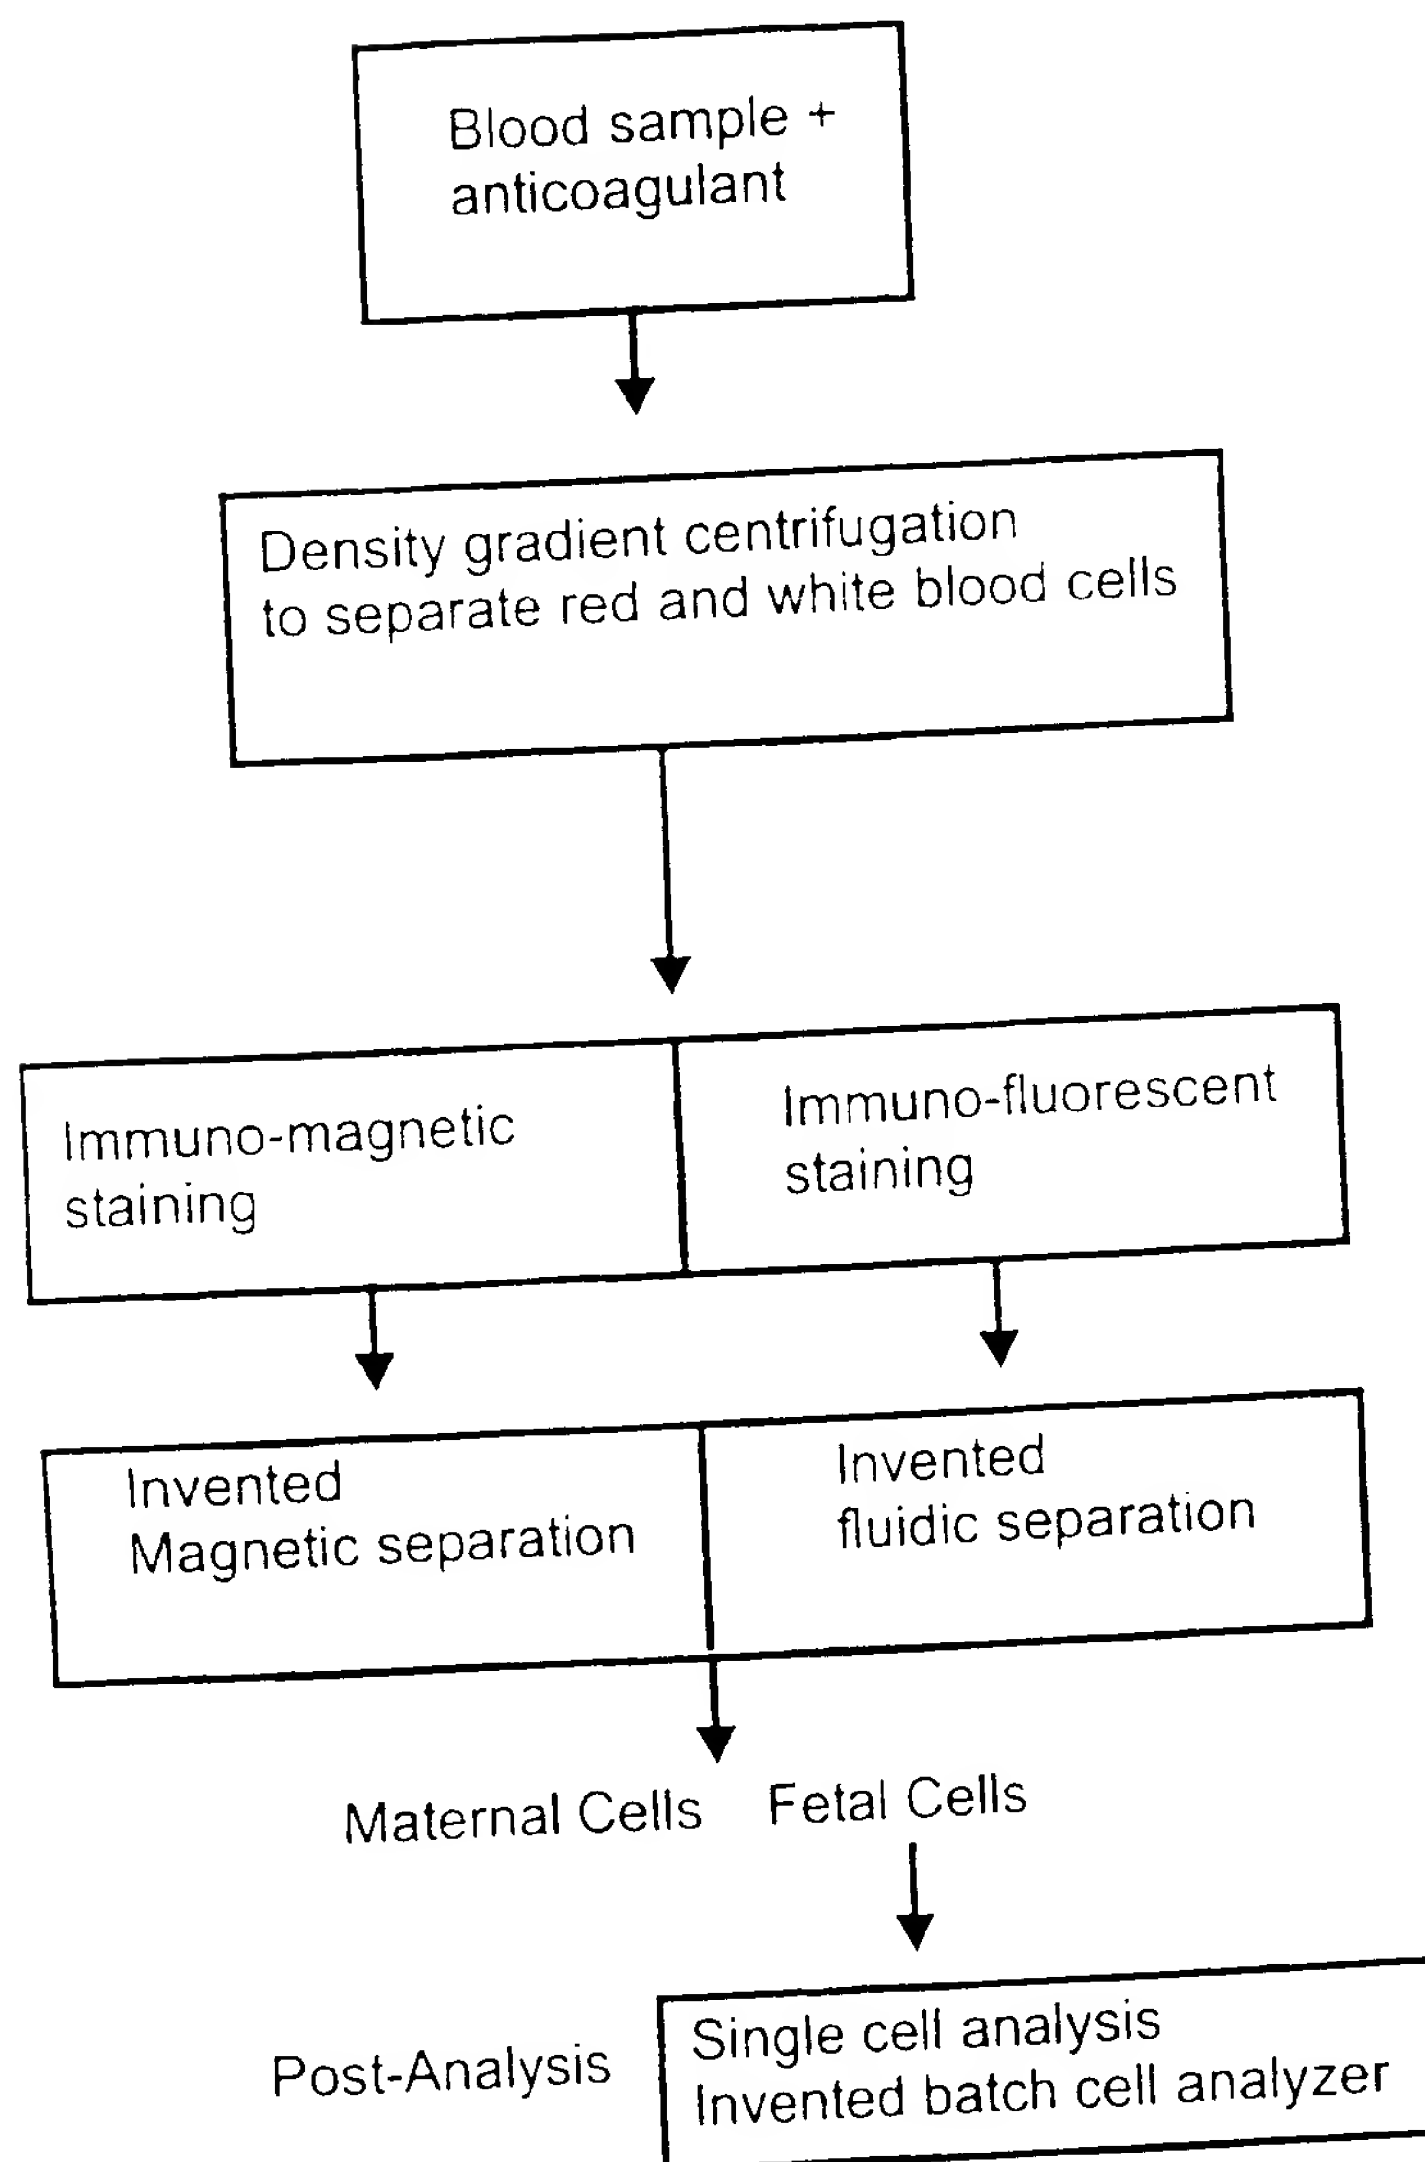 Blood sample +
anticoagulant
Density gradient centrifugation
to separate red and white blood cells
Immuno-magnetic
staining
Immuno-fluorescent
staining
Invented
Magnetic separation
Invented
fluidic separation
Maternal Cells
Fetal Cells
Post-Analysis
Single cell analysis
Invented batch cell analyzer